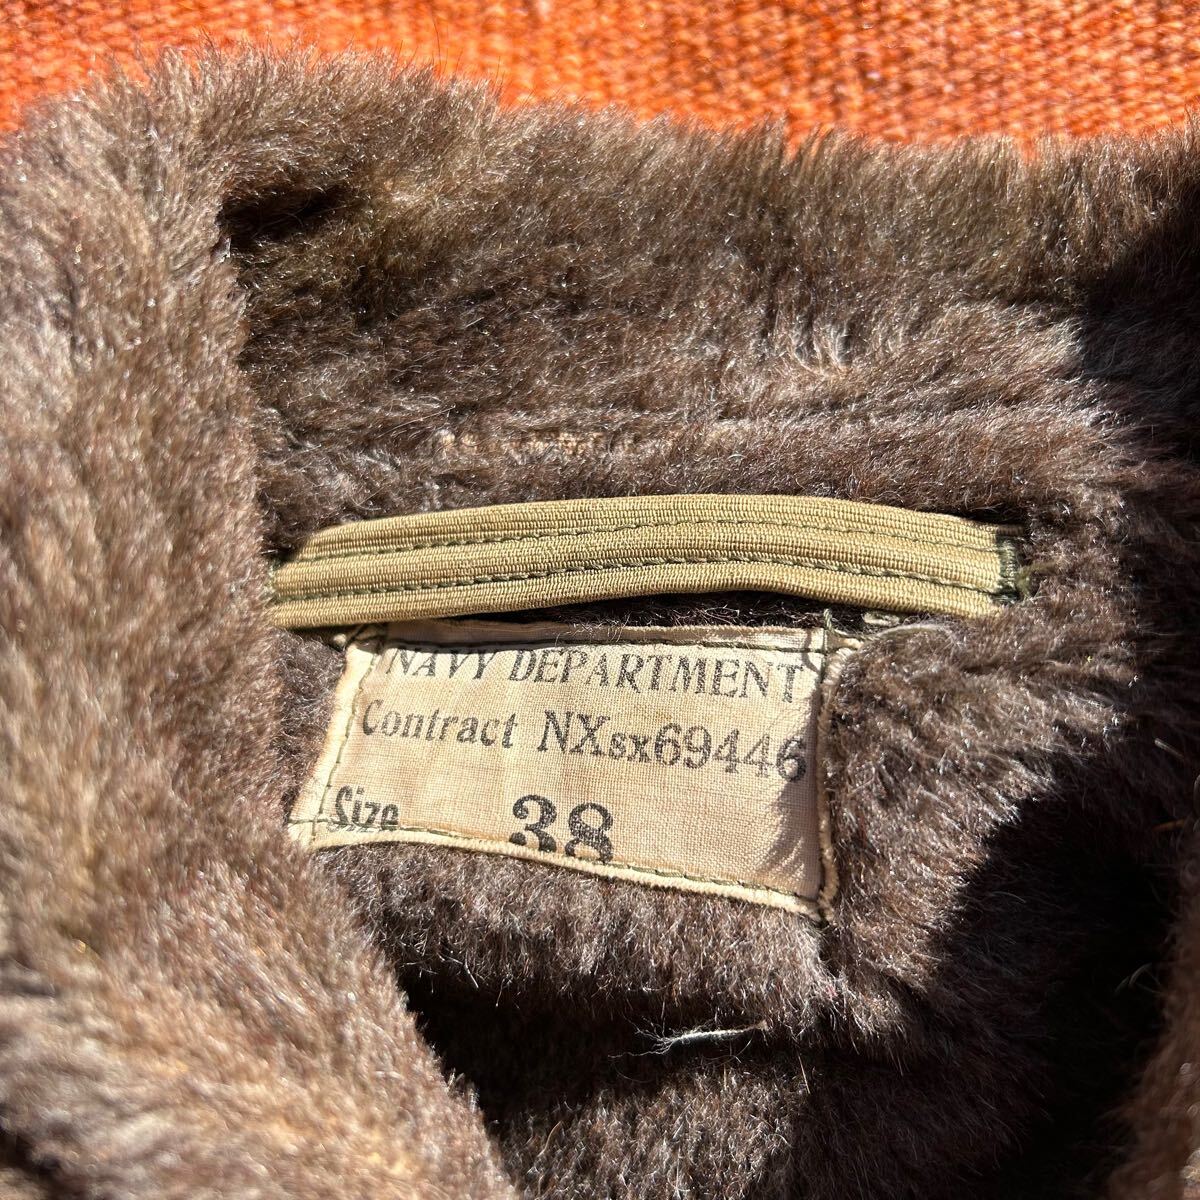 NAVY DEPARTMENT
Contract NXsx69446
Size 38